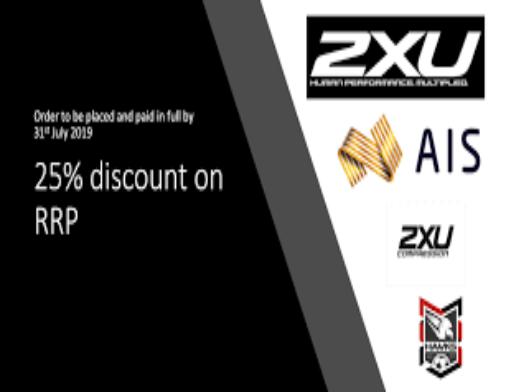 Order to be placed and paid in full by
31st July 2019
25% discount on
RRP
2XU
HUMAN PERFORMANCE. MULTIPLIED.
AIS
2XU
COMPRESSION